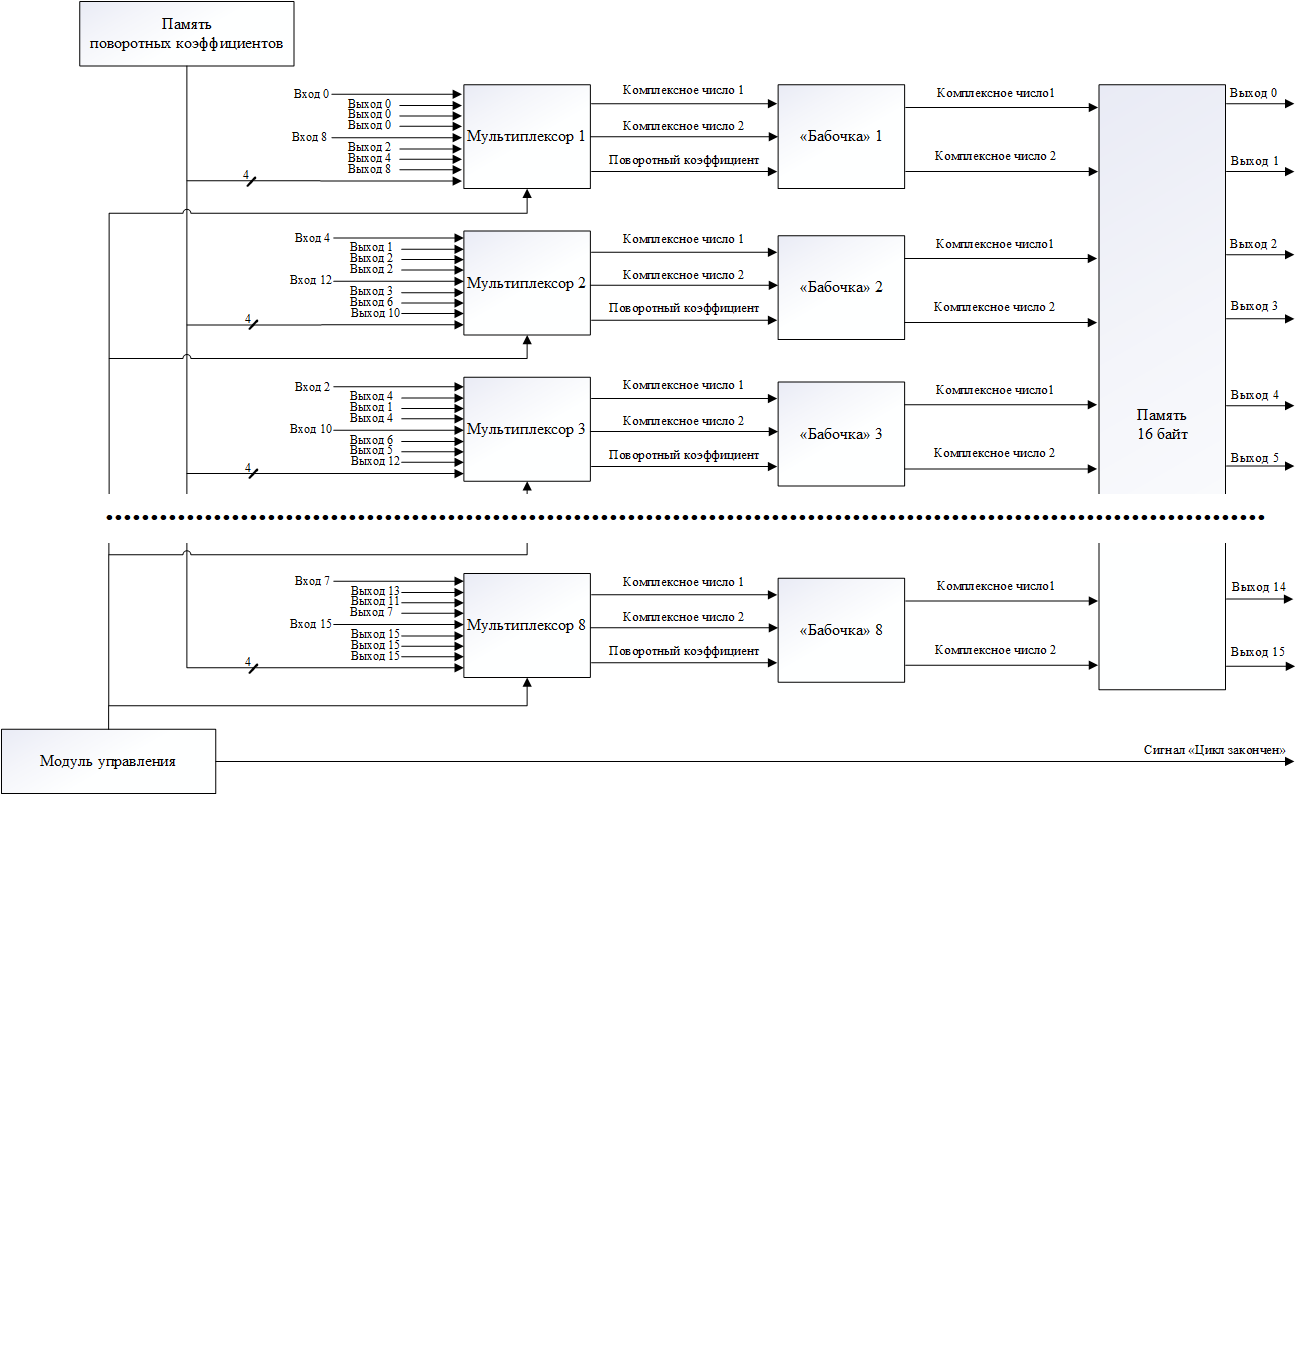 Память
поворотных коэффициентов
Вход 0
Выход 0
Выход 0
Выход 0
Вход 8
Выход 2
Выход 4
Выход 8
4
Мультиплексор 1
Комплексное число 1
Комплексное число 2
Поворотный коэффициент
«Бабочка» 1
Комплексное число1
Комплексное число 2
Выход 0
Выход 1
Вход 4
Выход 1
Выход 2
Выход 2
Вход 12
Выход 3
Выход 6
Выход 10
4
Мультиплексор 2
Комплексное число 1
Комплексное число 2
Поворотный коэффициент
«Бабочка» 2
Комплексное число1
Комплексное число 2
Выход 2
Выход 3
Вход 2
Выход 4
Выход 1
Выход 4
Вход 10
Выход 6
Выход 5
Выход 12
4
Мультиплексор 3
Комплексное число 1
Комплексное число 2
Поворотный коэффициент
«Бабочка» 3
Комплексное число1
Комплексное число 2
Память
16 байт
Выход 4
Выход 5
Вход 7
Выход 13
Выход 11
Выход 7
Вход 15
Выход 15
Выход 15
Выход 15
4
Мультиплексор 8
Комплексное число 1
Комплексное число 2
Поворотный коэффициент
«Бабочка» 8
Комплексное число1
Комплексное число 2
Выход 14
Выход 15
Модуль управления
Сигнал «Цикл закончен»